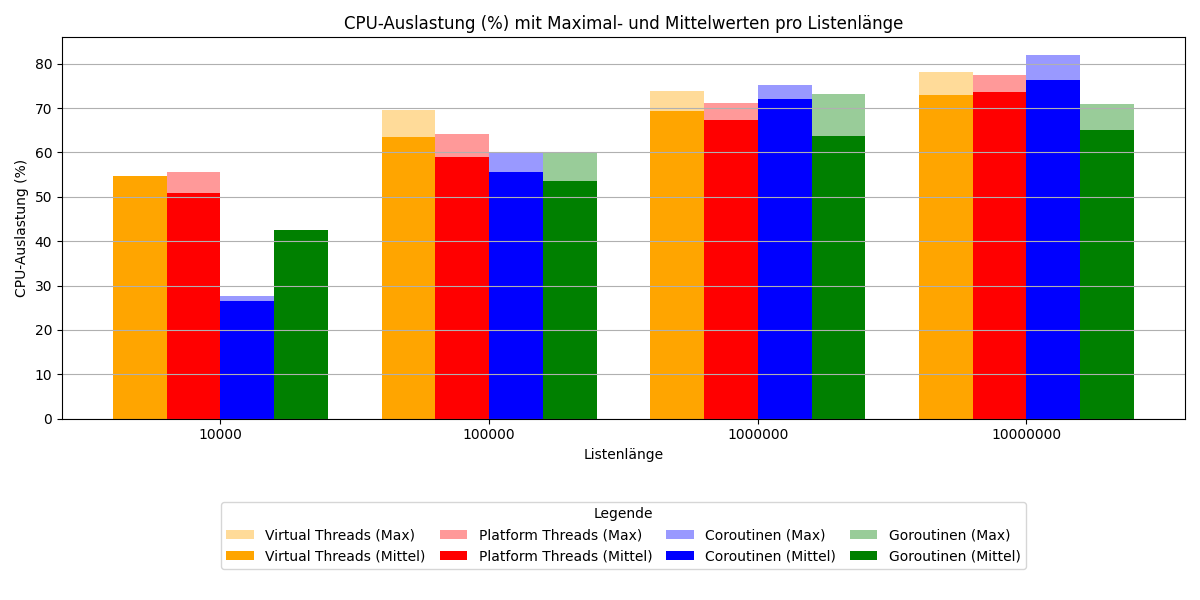 CPU-Auslastung (%) mit Maximal- und Mittelwerten pro Listenlänge
CPU-Auslastung (%)
80
70
60
50
40
30
20
10
0
10000 100000 1000000 10000000
Listenlänge
Legende
Virtual Threads (Max) Platform Threads (Max) Coroutinen (Max) Goroutinen (Max)
Virtual Threads (Mittel) Platform Threads (Mittel) Coroutinen (Mittel) Goroutinen (Mittel)